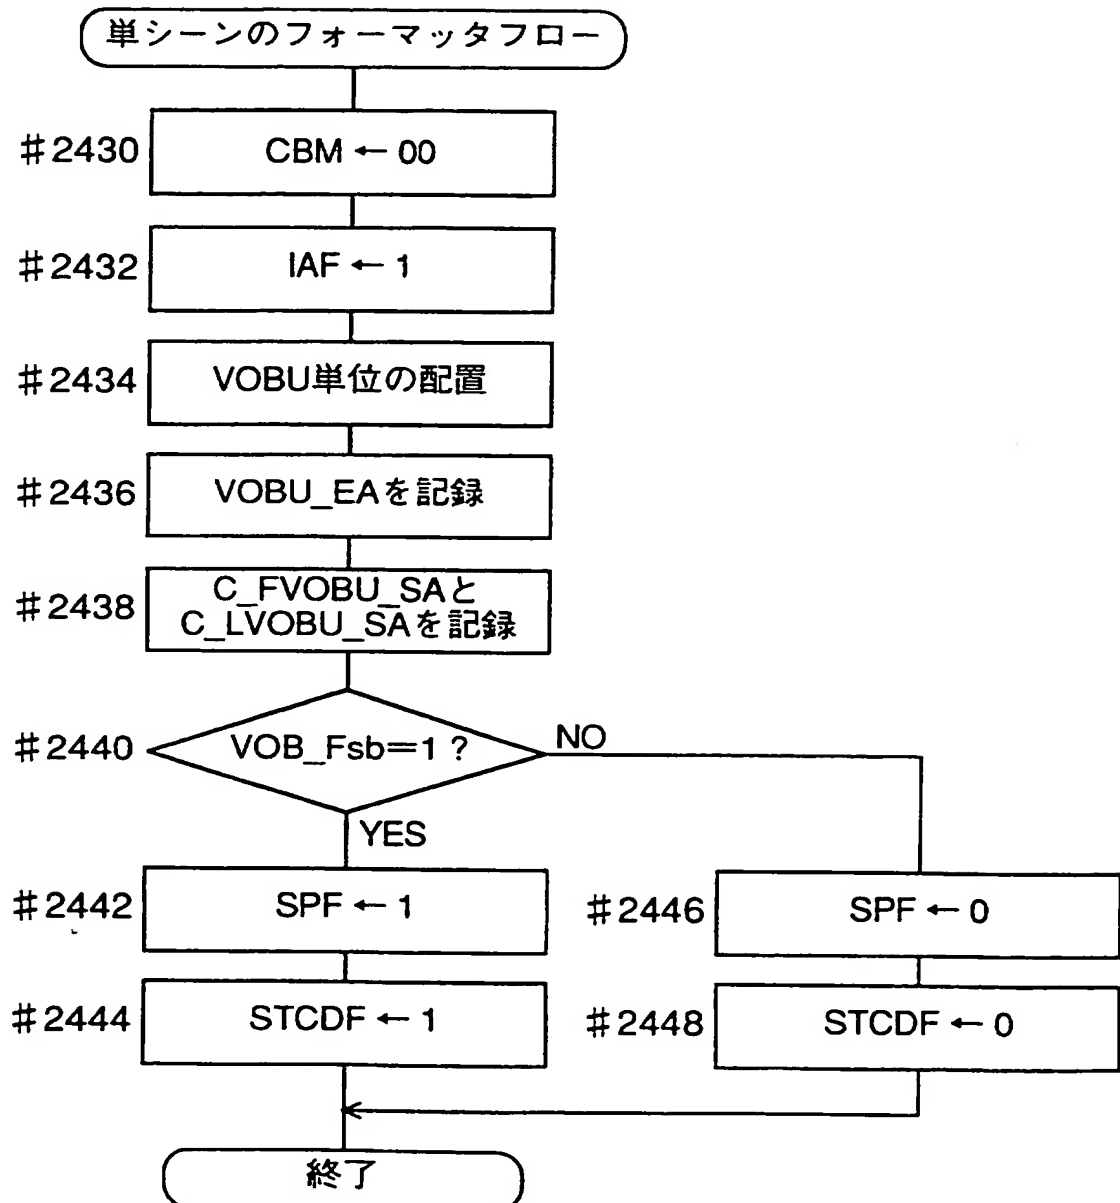 単シーンのフォーマッタフロー
#2430
CBM ← 00
#2432
IAF ← 1
#2434
VOBU単位の配置
#2436
VOBU_EAを記録
#2438
C_FVOBU_SAと
C_LVOBU_SAを記録
#2440
VOB_Fsb=1 ?
NO
YES
#2442
SPF ← 1
#2446
SPF ← 0
#2444
STCDF ← 1
#2448
STCDF ← 0
終了